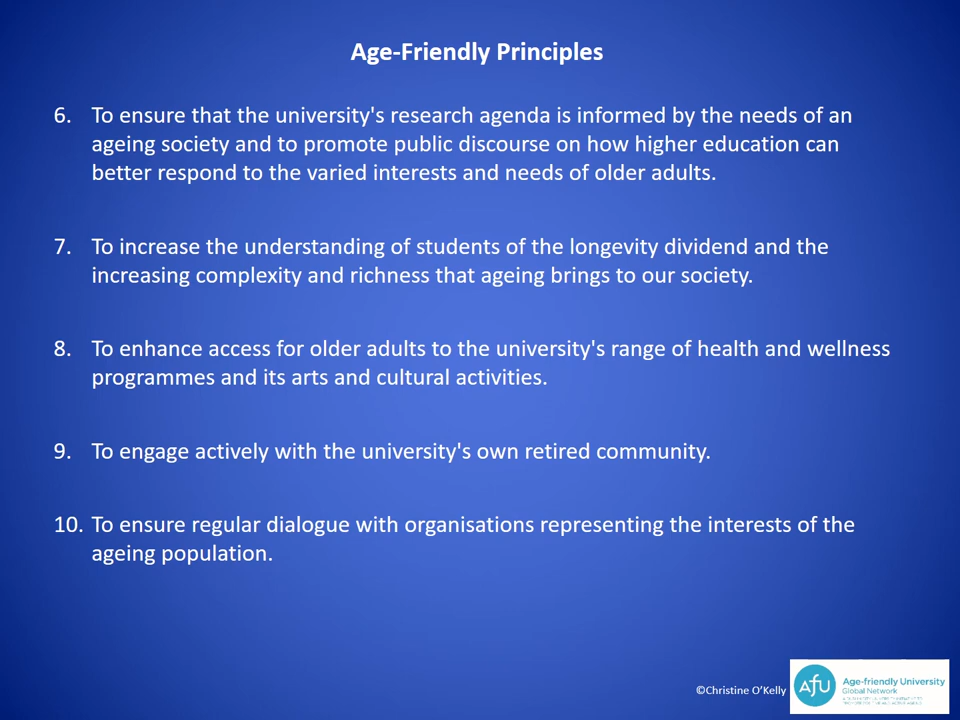 Age-Friendly Principles
6. To ensure that the university's research agenda is informed by the needs of an
ageing society and to promote public discourse on how higher education can
better respond to the varied interests and needs of older adults.
7. To increase the understanding of students of the longevity dividend and the
increasing complexity and richness that ageing brings to our society.
8. To enhance access for older adults to the university's range of health and wellness
programmes and its arts and cultural activities.
9. To engage actively with the university's own retired community.
10. To ensure regular dialogue with organisations representing the interests of the
ageing population.
©Christine O'Kelly
AfU
Age-friendly University
Global Network